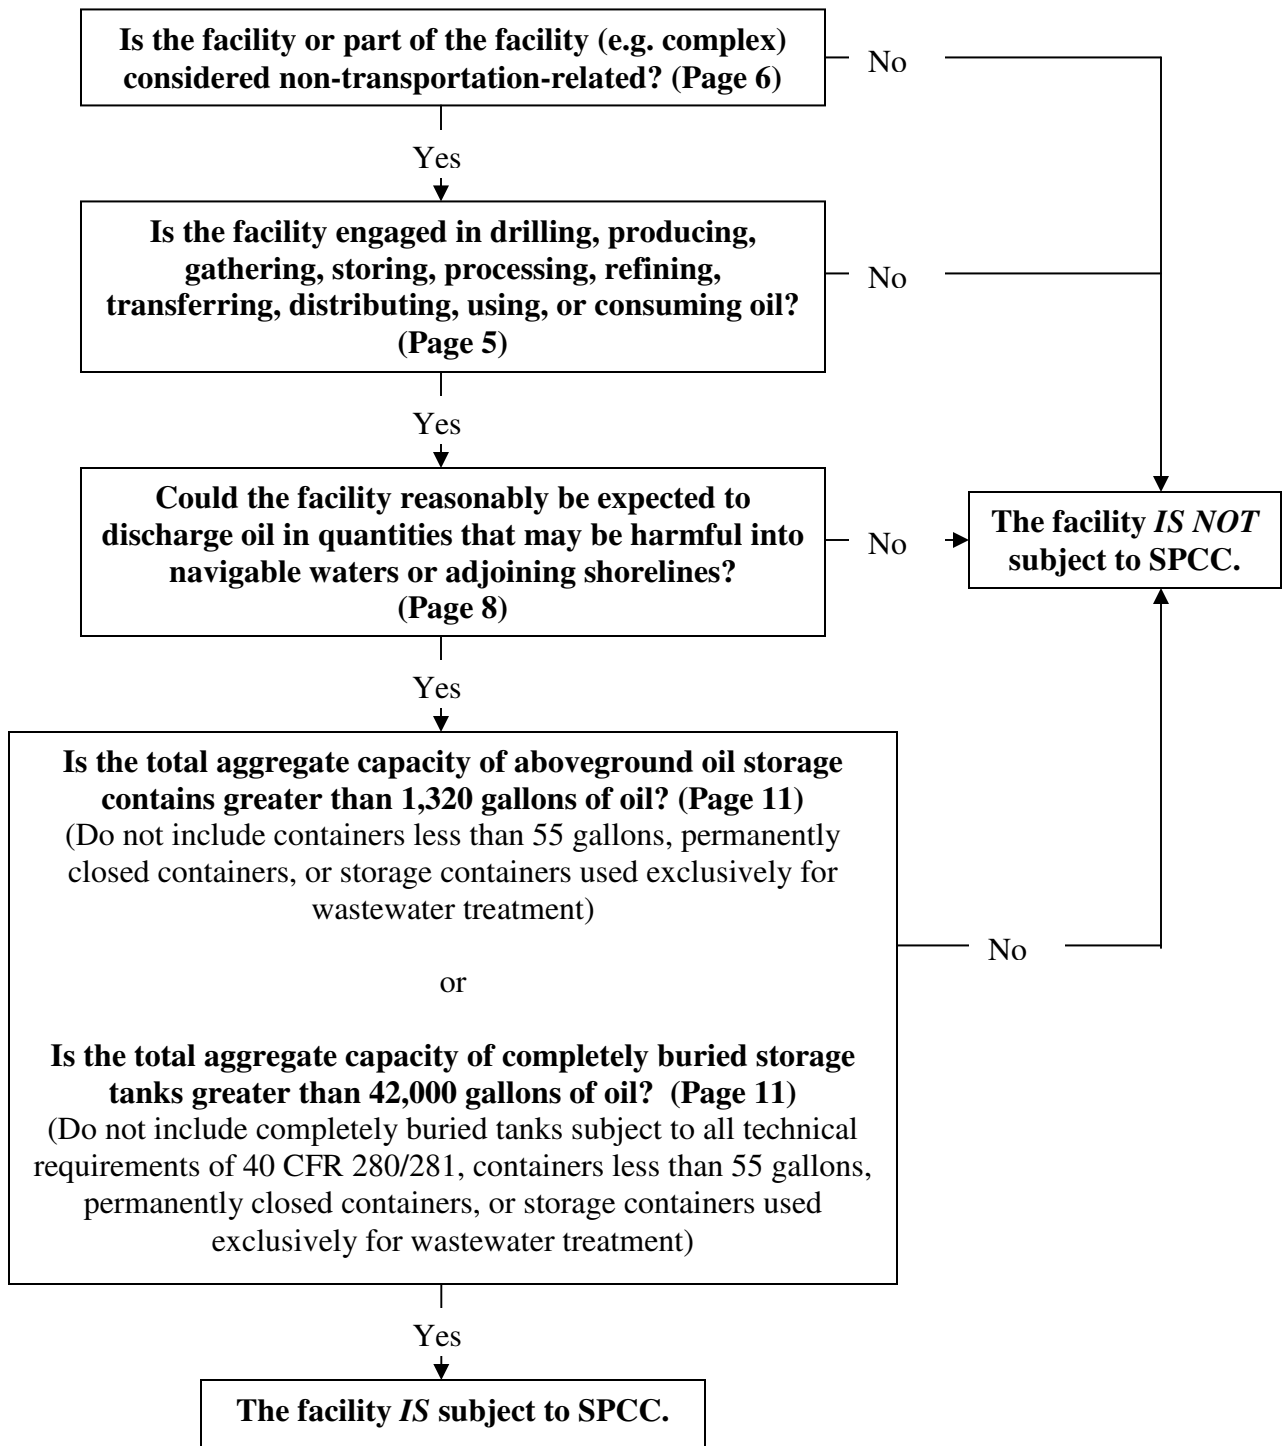 Is the facility or part of the facility (e.g. complex)
considered non-transportation-related? (Page 6)
No
Yes
Is the facility engaged in drilling, producing,
gathering, storing, processing, refining,
transferring, distributing, using, or consuming oil?
(Page 5)
No
Yes
Could the facility reasonably be expected to
discharge oil in quantities that may be harmful into
navigable waters or adjoining shorelines?
(Page 8)
No
The facility IS NOT
subject to SPCC.
Yes
Is the total aggregate capacity of aboveground oil storage
contains greater than 1,320 gallons of oil? (Page 11)
(Do not include containers less than 55 gallons, permanently
closed containers, or storage containers used exclusively for
wastewater treatment)
or
Is the total aggregate capacity of completely buried storage
tanks greater than 42,000 gallons of oil?  (Page 11)
(Do not include completely buried tanks subject to all technical
requirements of 40 CFR 280/281, containers less than 55 gallons,
permanently closed containers, or storage containers used
exclusively for wastewater treatment)
No
Yes
The facility IS subject to SPCC.